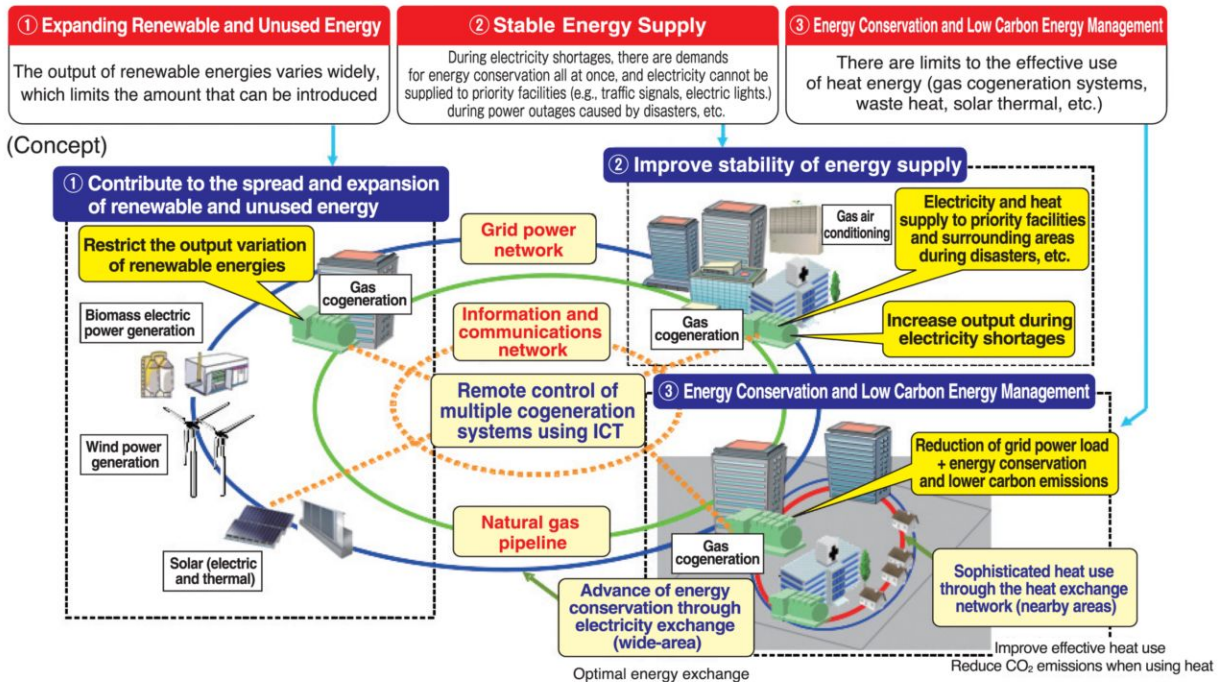 ① Expanding Renewable and Unused Energy
The output of renewable energies varies widely,
which limits the amount that can be introduced
② Stable Energy Supply
During electricity shortages, there are demands
for energy conservation all at once, and electricity cannot be
supplied to priority facilities (e.g., traffic signals, electric lights.)
during power outages caused by disasters, etc.
③ Energy Conservation and Low Carbon Energy Management
There are limits to the effective use
of heat energy (gas cogeneration systems,
waste heat, solar thermal, etc.)
(Concept)
① Contribute to the spread and expansion
of renewable and unused energy
Restrict the output variation
of renewable energies
Gas
cogeneration
Biomass electric
power generation
Wind power
generation
Solar (electric
and thermal)
Grid power
network
Information and
communications
network
Remote control of
multiple cogeneration
systems using ICT
Natural gas
pipeline
② Improve stability of energy supply
Gas air
conditioning
Electricity and heat
supply to priority facilities
and surrounding areas
during disasters, etc.
Gas
cogeneration
Increase output during
electricity shortages
③ Energy Conservation and Low Carbon Energy Management
Reduction of grid power load
+ energy conservation
and lower carbon emissions
Gas
cogeneration
Sophisticated heat use
through the heat exchange
network (nearby areas)
Advance of energy
conservation through
electricity exchange
(wide-area)
Improve effective heat use
Reduce CO₂ emissions when using heat
Optimal energy exchange